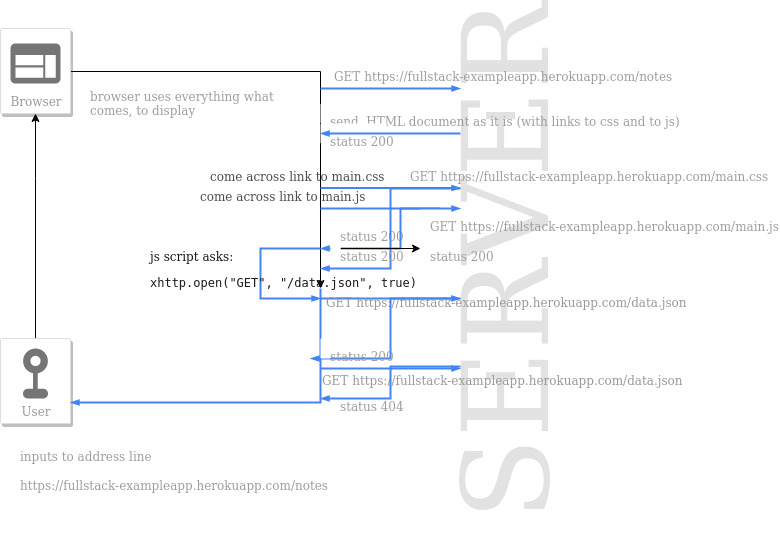 SERVER
GET https://fullstack-exampleapp.herokuapp.com/notes
Browser
browser uses everything what
comes, to display
send HTML document as it is (with links to css and to js)
status 200
come across link to main.css
GET https://fullstack-exampleapp.herokuapp.com/main.css
come across link to main.js
GET https://fullstack-exampleapp.herokuapp.com/main.js
status 200
js script asks:
status 200
status 200
xhttp.open("GET", "/data.json", true)
GET https://fullstack-exampleapp.herokuapp.com/data.json
status 200
GET https://fullstack-exampleapp.herokuapp.com/data.json
status 404
User
inputs to address line
https://fullstack-exampleapp.herokuapp.com/notes